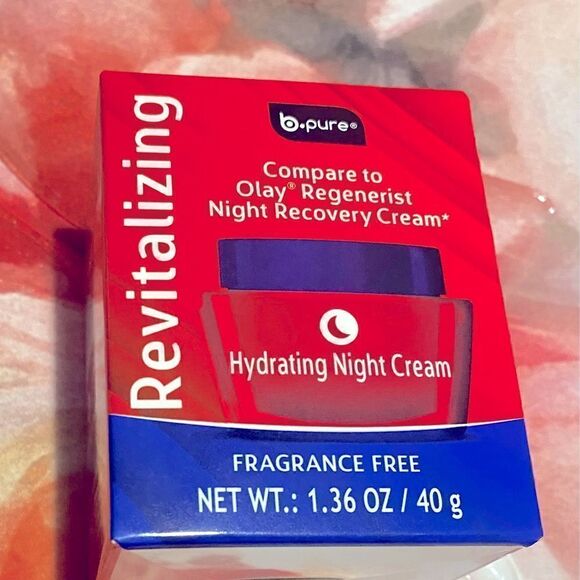 b.pure®
Revitalizing
Compare to
Olay® Regenerist
Night Recovery Cream*
Hydrating Night Cream
FRAGRANCE FREE
NET WT.: 1.36 OZ / 40 g